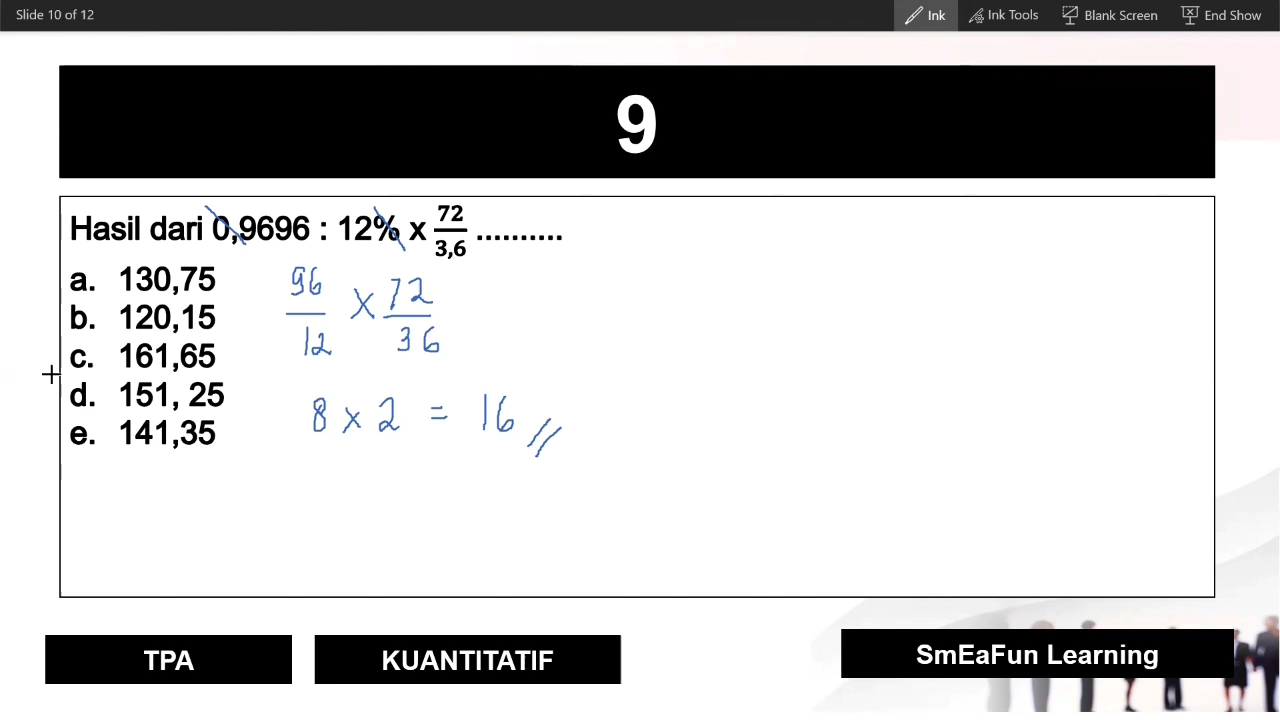 Slide 10 of 12
Ink
Ink Tools
Blank Screen
End Show
9
Hasil dari 0,9696 : 12% x 72/3,6 ..........
a. 130,75
b. 120,15
c. 161,65
d. 151, 25
e. 141,35
96/12 x 72/36
8 x 2 = 16 //
TPA
KUANTITATIF
SmEaFun Learning